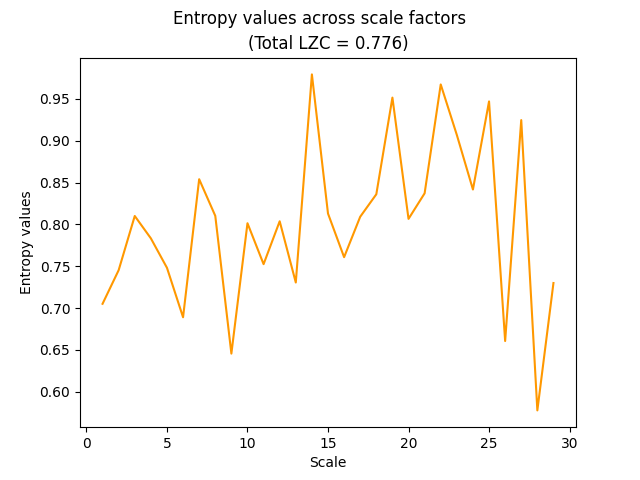 Entropy values across scale factors
(Total LZC = 0.776)
0.95
0.90
0.85
0.80
0.75
0.70
0.65
0.60
Entropy values
0 5 10 15 20 25 30
Scale